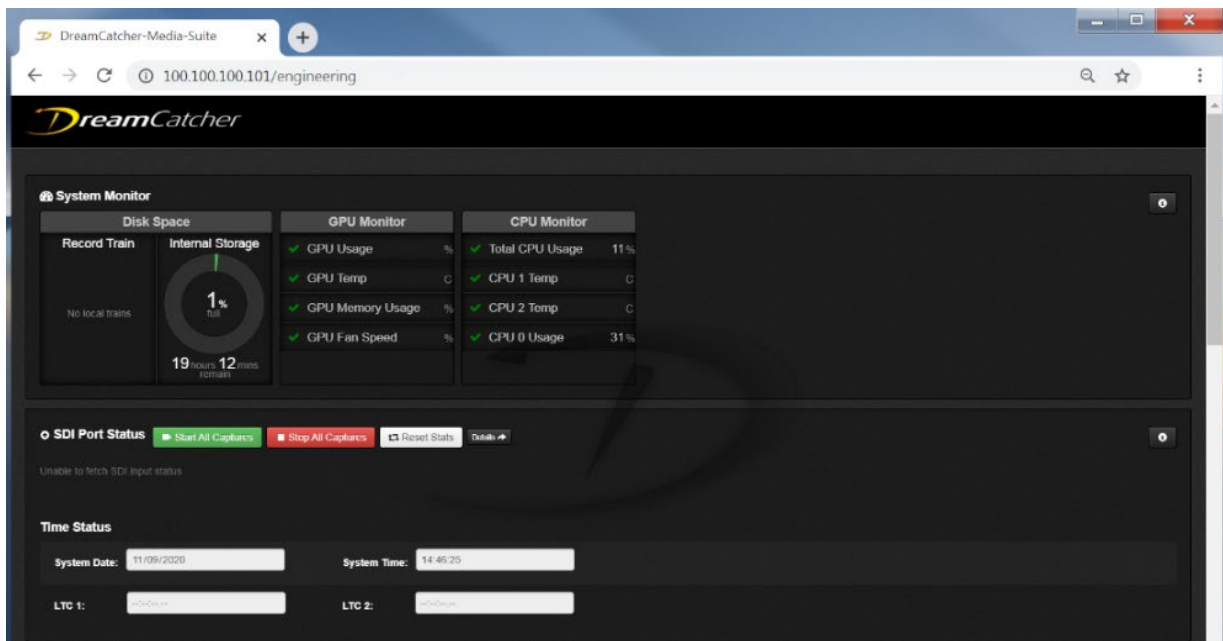 DreamCatcher-Media-Suite
100.100.100.101/engineering
DreamCatcher
System Monitor
Disk Space
GPU Monitor
CPU Monitor
Record Train
Internal Storage
GPU Usage %
Total CPU Usage 11%
GPU Temp C
CPU 1 Temp C
1%
full
No local trains
GPU Memory Usage %
CPU 2 Temp C
GPU Fan Speed %
CPU 0 Usage 31%
19 hours 12 mins
remain
SDI Port Status Start All Captures Stop All Captures Reset Stats Details
Unable to fetch SDI input status
Time Status
System Date: 11/09/2020 System Time: 14:46:25
LTC 1: --:--:--.-- LTC 2: --:--:--.--